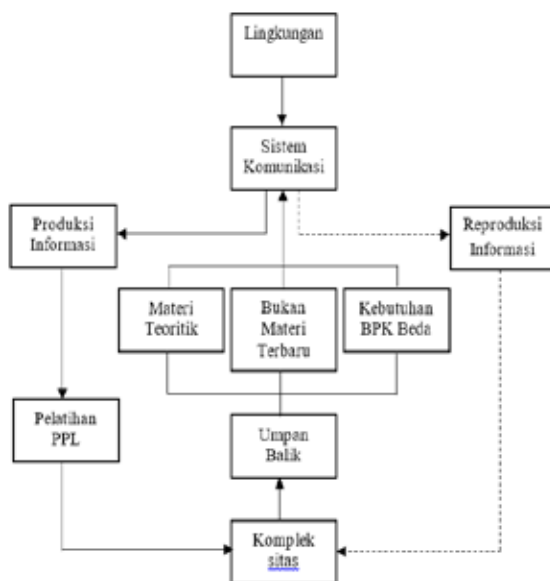 Lingkungan
Sistem
Komunikasi
Produksi
Informasi
Reproduksi
Informasi
Materi
Teoritik
Bukan
Materi
Terbaru
Kebutuhan
BPK Beda
Pelatihan
PPL
Umpan
Balik
Komplek
sitas